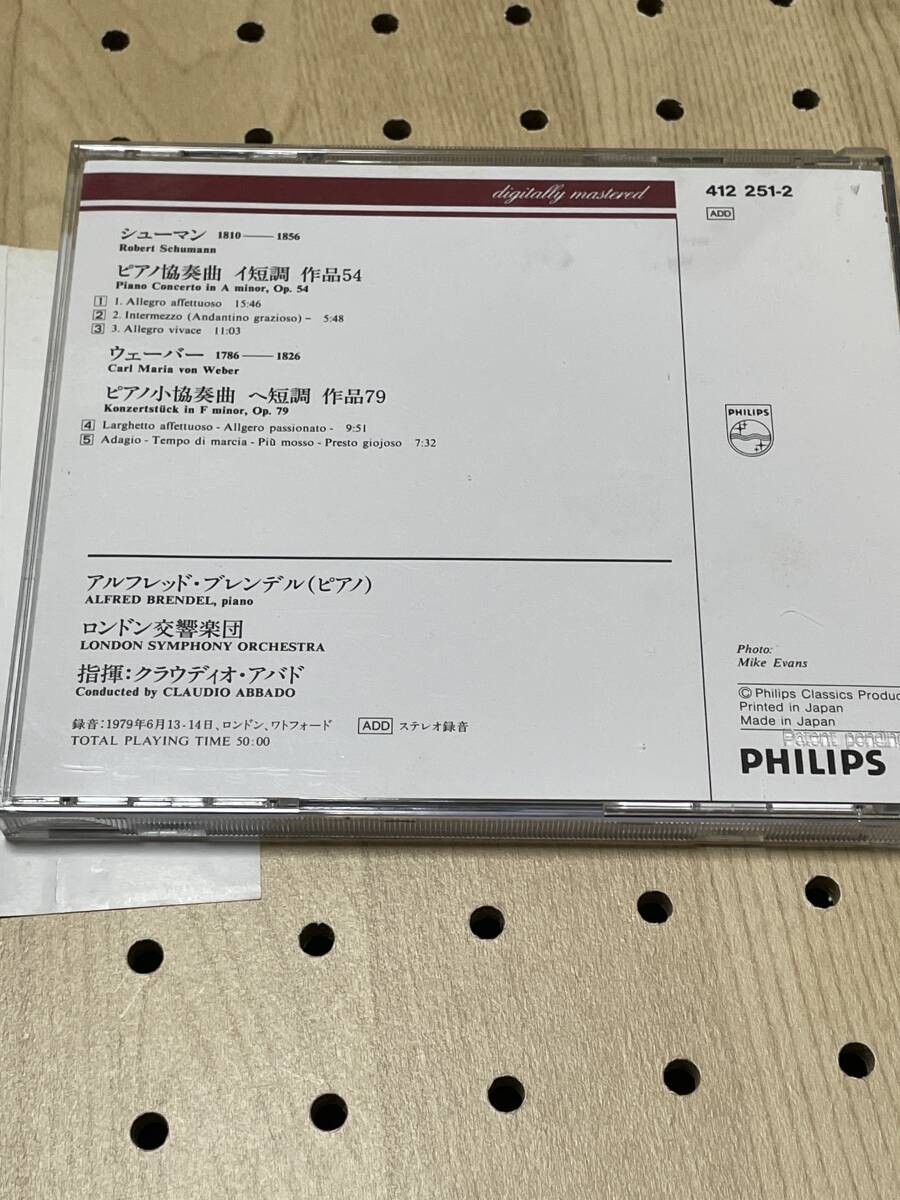 digitally mastered
412 251-2
ADD
シューマン 1810 — 1856
Robert Schumann
ピアノ協奏曲 イ短調 作品54
Piano Concerto in A minor, Op. 54
1 1. Allegro affettuoso 15:46
2 2. Intermezzo (Andantino grazioso) – 5:48
3 3. Allegro vivace 11:03
ウェーバー 1786 — 1826
Carl Maria von Weber
ピアノ小協奏曲 ヘ短調 作品79
Konzertstück in F minor, Op. 79
4 Larghetto affettuoso - Allgero passionato - 9:51
5 Adagio - Tempo di marcia - Più mosso - Presto giojoso 7:32
PHILIPS
アルフレッド・ブレンデル(ピアノ)
ALFRED BRENDEL, piano
ロンドン交響楽団
LONDON SYMPHONY ORCHESTRA
指揮:クラウディオ・アバド
Conducted by CLAUDIO ABBADO
録音:1979年6月13-14日、ロンドン、ワトフォード ADD ステレオ録音
TOTAL PLAYING TIME 50:00
Photo:
Mike Evans
© Philips Classics Produc
Printed in Japan
Made in Japan
Patent pending
PHILIPS